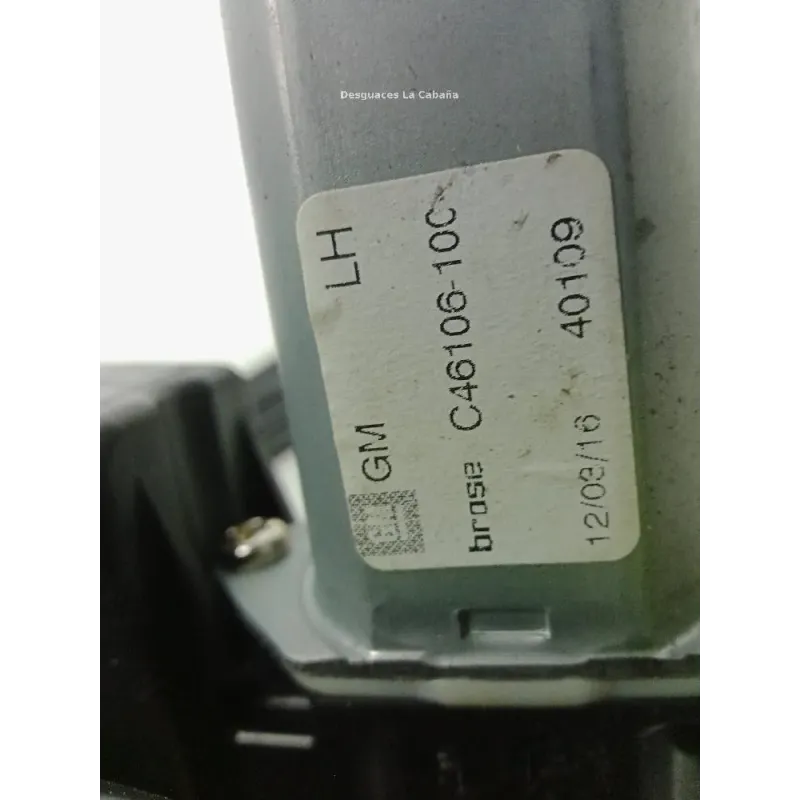 Desguaces La Cabaña
GM LH
brose C46106-10C
12/03/16 40109